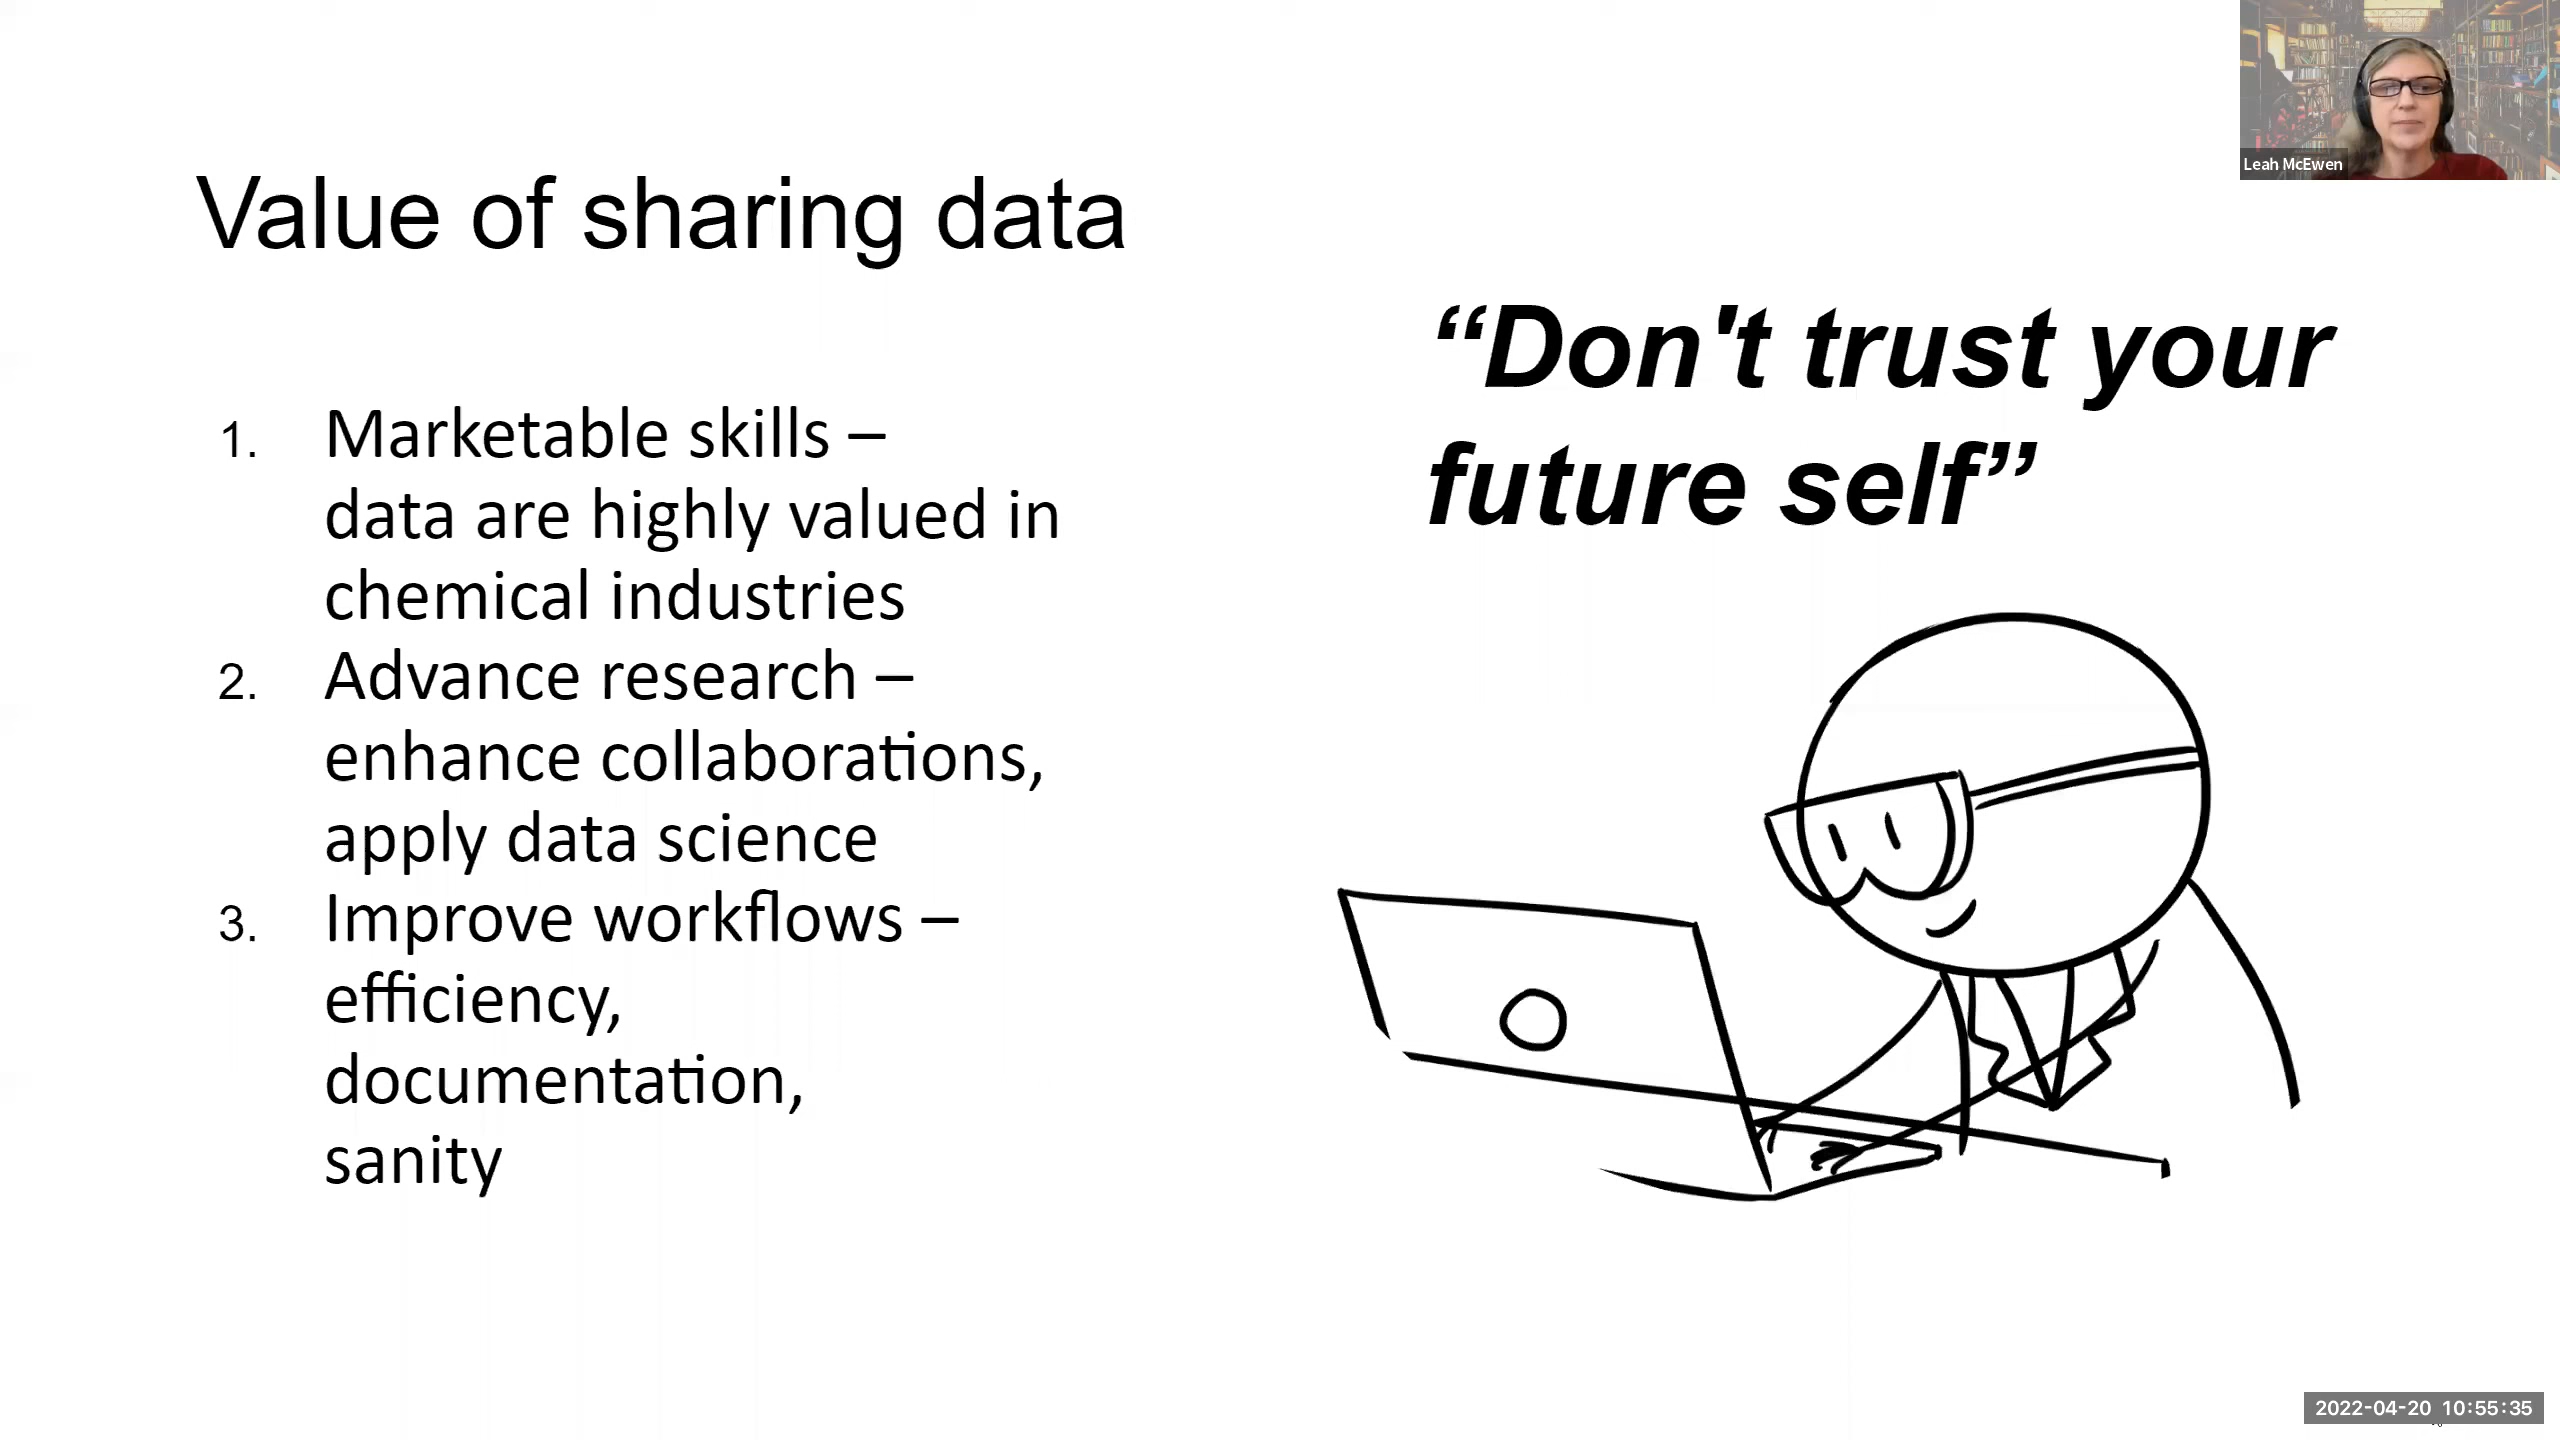 Leah McEwen
Value of sharing data
“Don't trust your
future self”
1. Marketable skills –
data are highly valued in
chemical industries
2. Advance research –
enhance collaborations,
apply data science
3. Improve workflows –
efficiency,
documentation,
sanity
2022-04-20 10:55:35